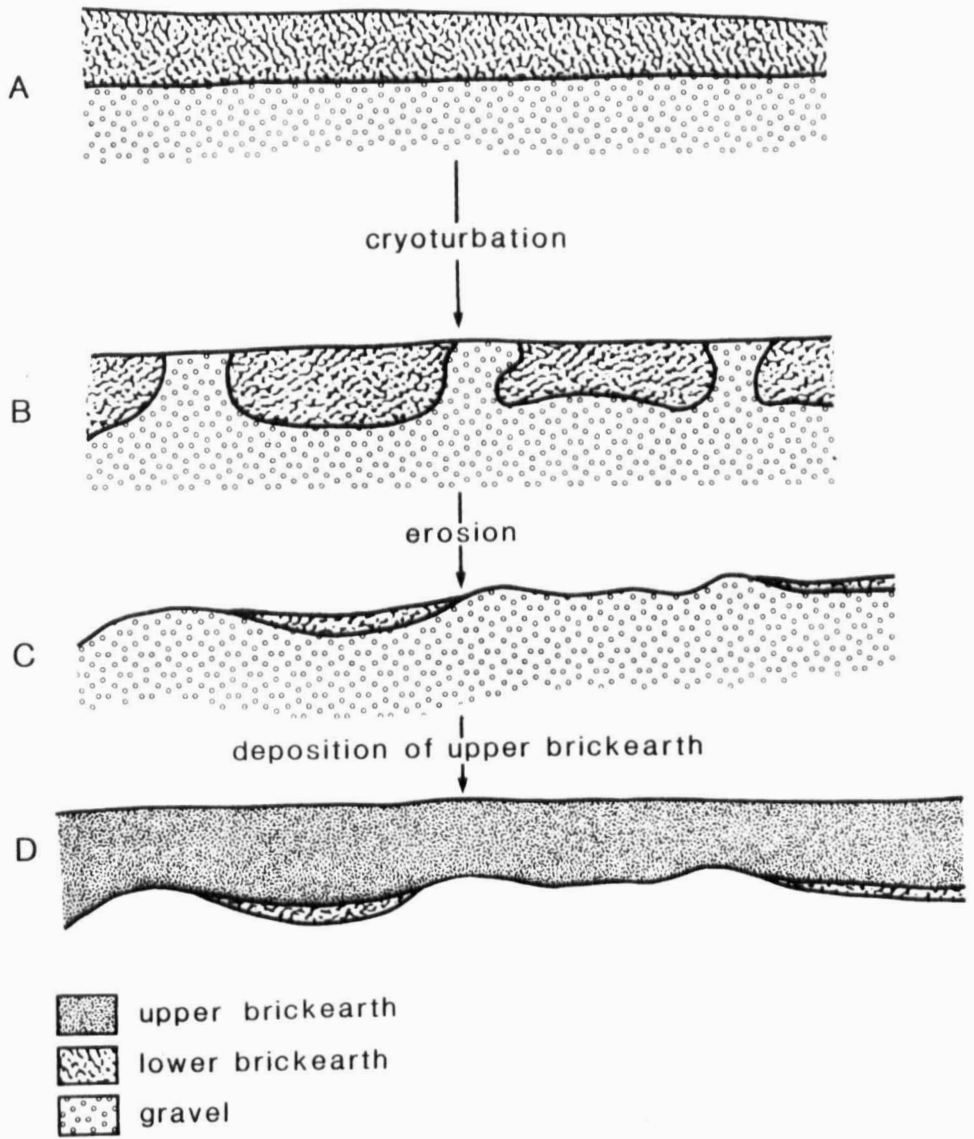 A
cryoturbation
B
erosion
C
deposition of upper brickearth
D
upper brickearth
lower brickearth
gravel